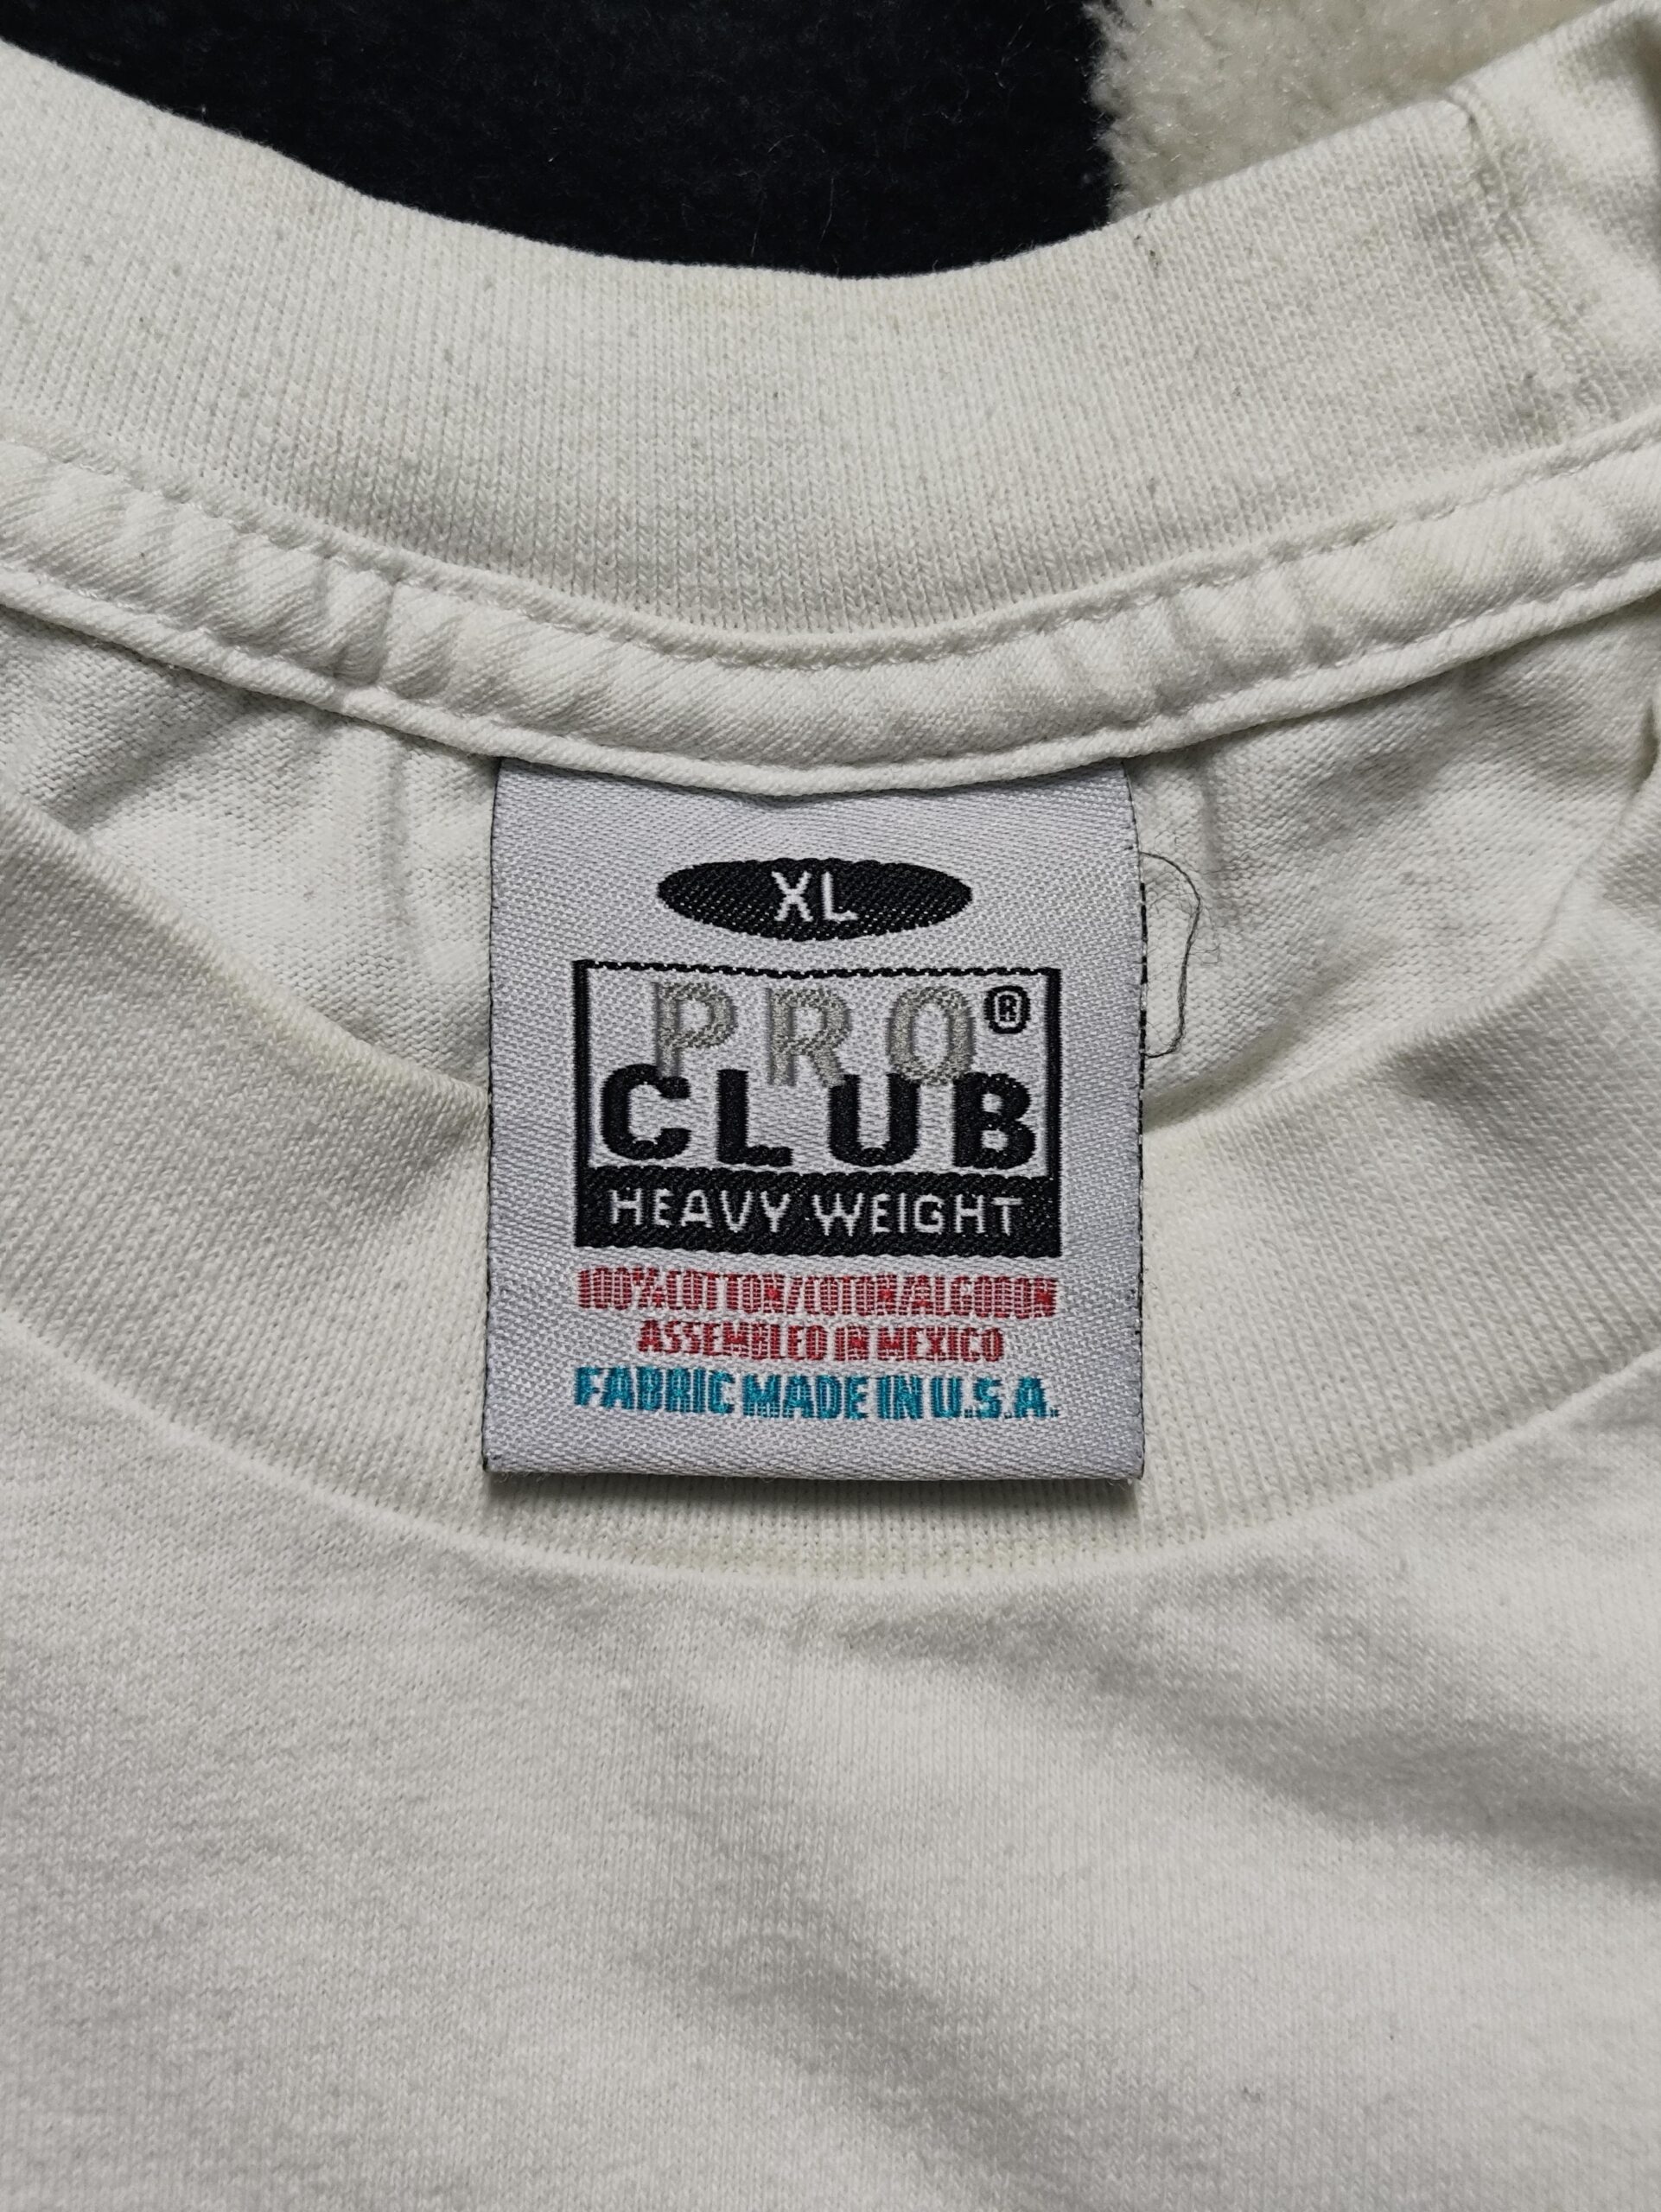 XL
PRO®
CLUB
HEAVY WEIGHT
100% COTTON/COTON/ALGODON
ASSEMBLED IN MEXICO
FABRIC MADE IN U.S.A.